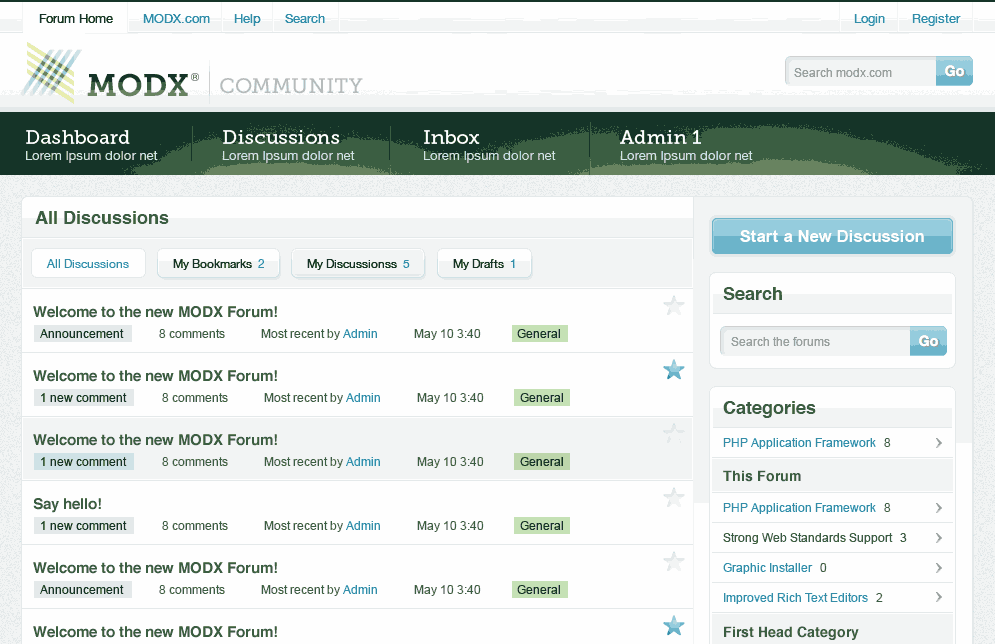 Forum Home MODX.com Help Search Login Register
MODX® COMMUNITY
Search modx.com Go
Dashboard Discussions Inbox Admin 1
Lorem Ipsum dolor net Lorem Ipsum dolor net Lorem Ipsum dolor net Lorem Ipsum dolor net
All Discussions
All Discussions My Bookmarks 2 My Discussionss 5 My Drafts 1
Welcome to the new MODX Forum!
Announcement 8 comments Most recent by Admin May 10 3:40 General
Welcome to the new MODX Forum!
1 new comment 8 comments Most recent by Admin May 10 3:40 General
Welcome to the new MODX Forum!
1 new comment 8 comments Most recent by Admin May 10 3:40 General
Say hello!
1 new comment 8 comments Most recent by Admin May 10 3:40 General
Welcome to the new MODX Forum!
Announcement 8 comments Most recent by Admin May 10 3:40 General
Welcome to the new MODX Forum!
Start a New Discussion
Search
Search the forums Go
Categories
PHP Application Framework 8
This Forum
PHP Application Framework 8
Strong Web Standards Support 3
Graphic Installer 0
Improved Rich Text Editors 2
First Head Category